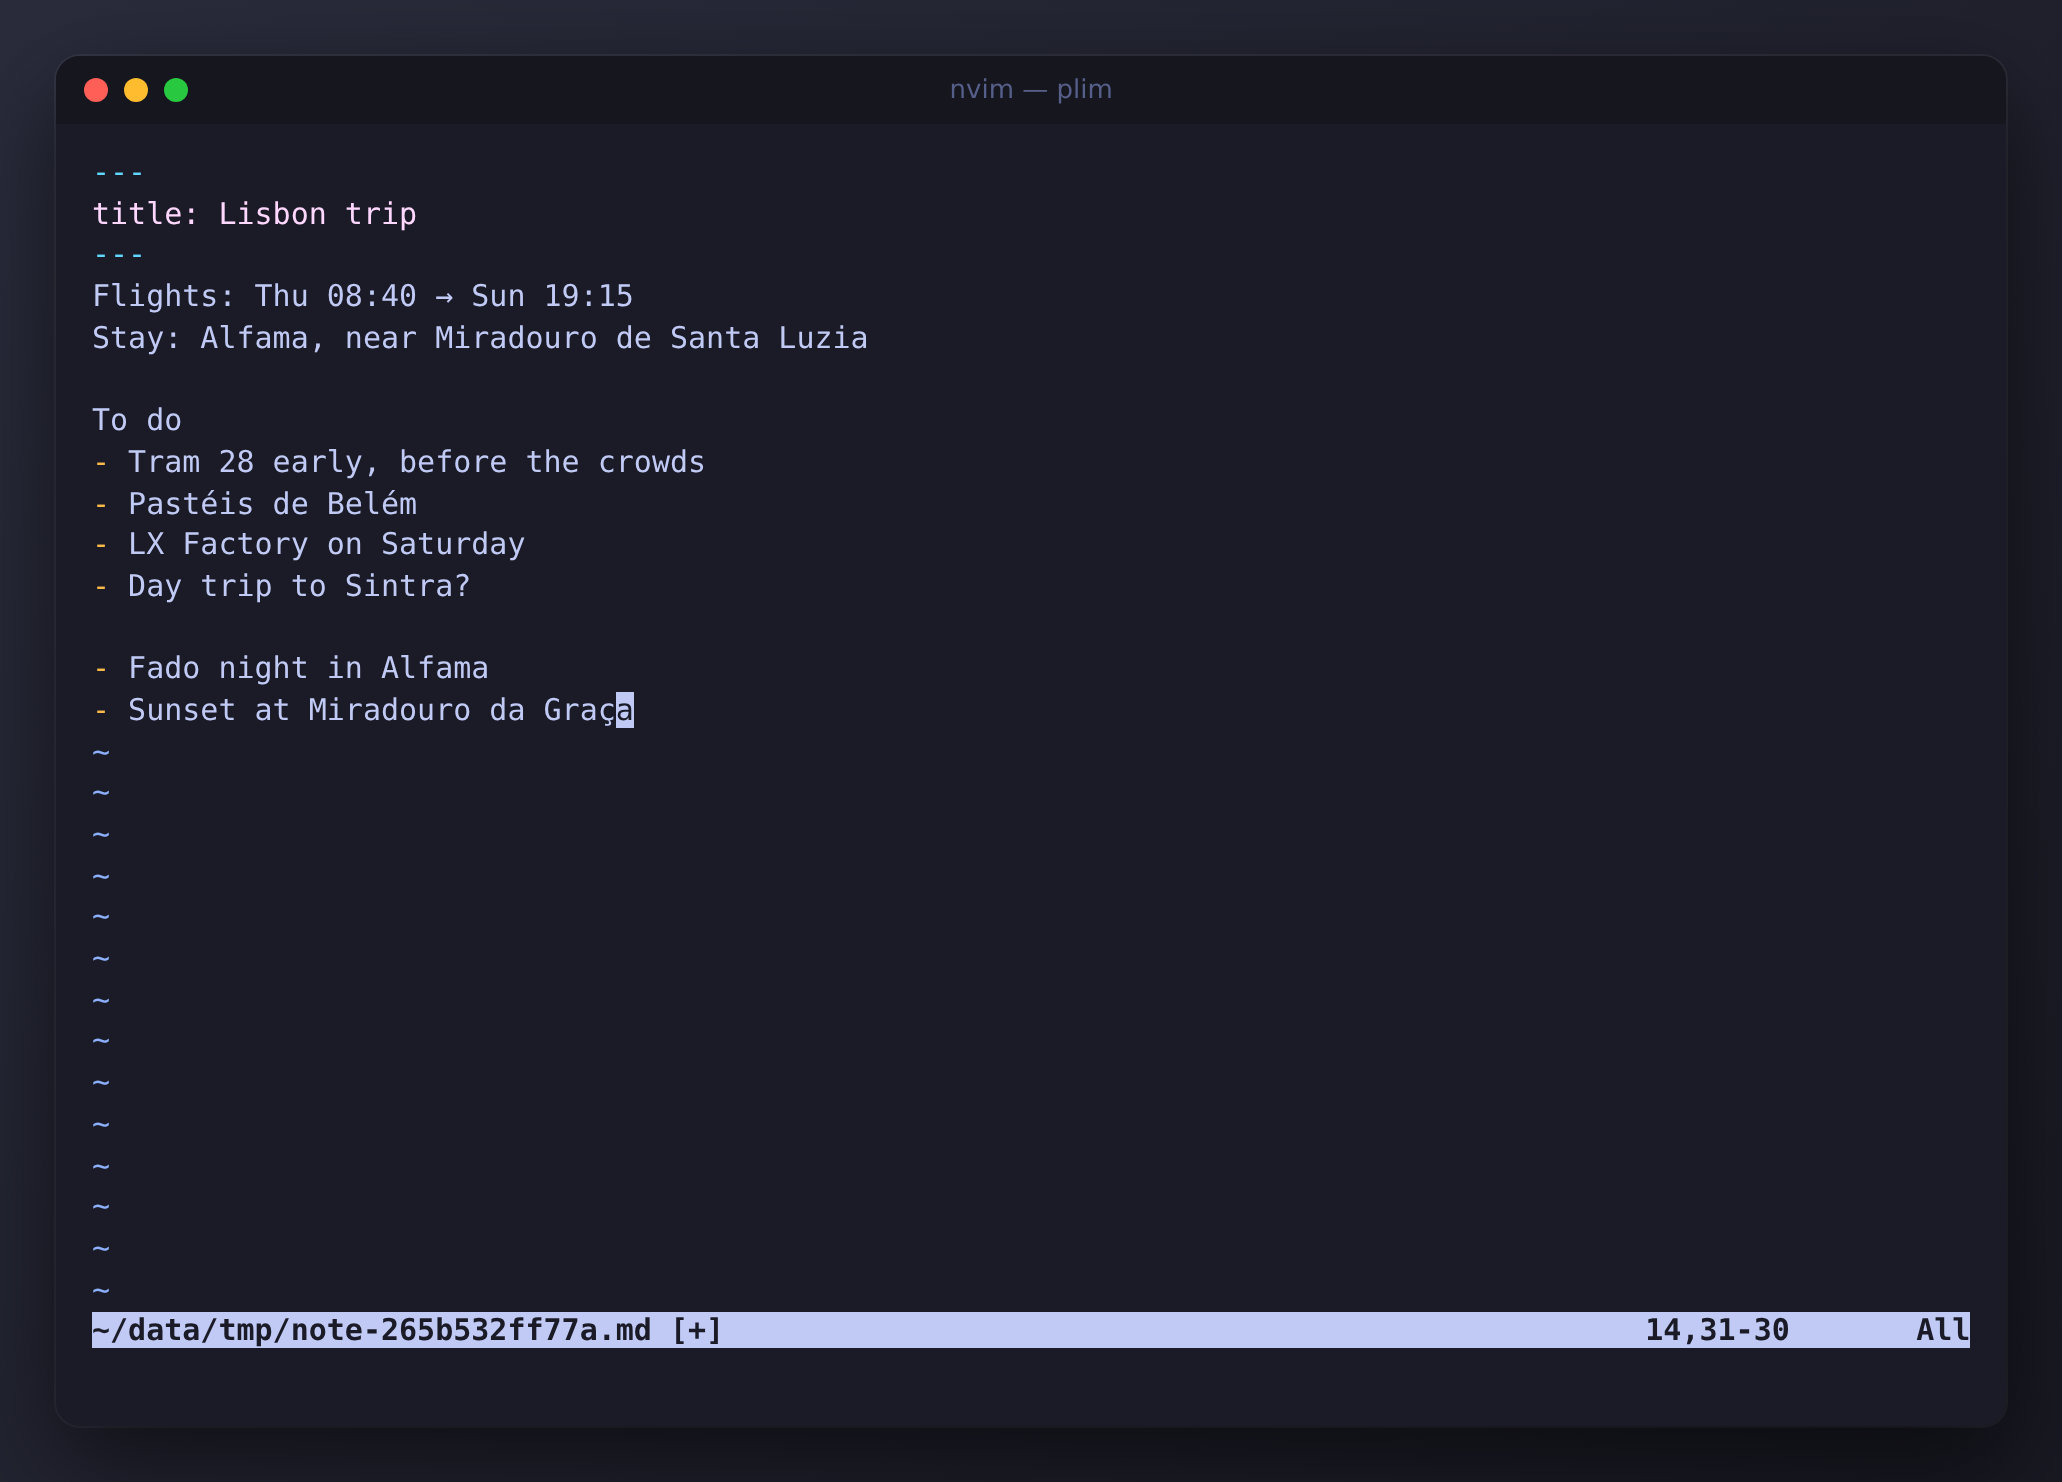 nvim — plim
---
title: Lisbon trip
---
Flights: Thu 08:40 → Sun 19:15
Stay: Alfama, near Miradouro de Santa Luzia

To do
- Tram 28 early, before the crowds
- Pastéis de Belém
- LX Factory on Saturday
- Day trip to Sintra?

- Fado night in Alfama
- Sunset at Miradouro da Graça
~
~
~
~
~
~
~
~
~
~
~
~
~
~
~/data/tmp/note-265b532ff77a.md [+] 14,31-30 All